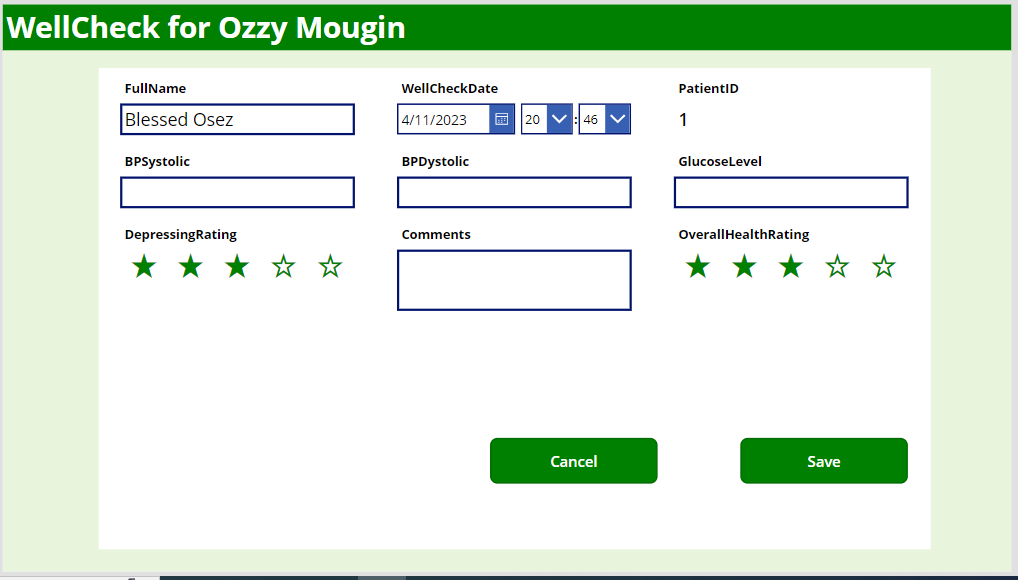 WellCheck for Ozzy Mougin
FullName WellCheckDate PatientID
Blessed Osez 4/11/2023 20 : 46 1
BPSystolic BPDystolic GlucoseLevel
DepressingRating Comments OverallHealthRating
Cancel Save